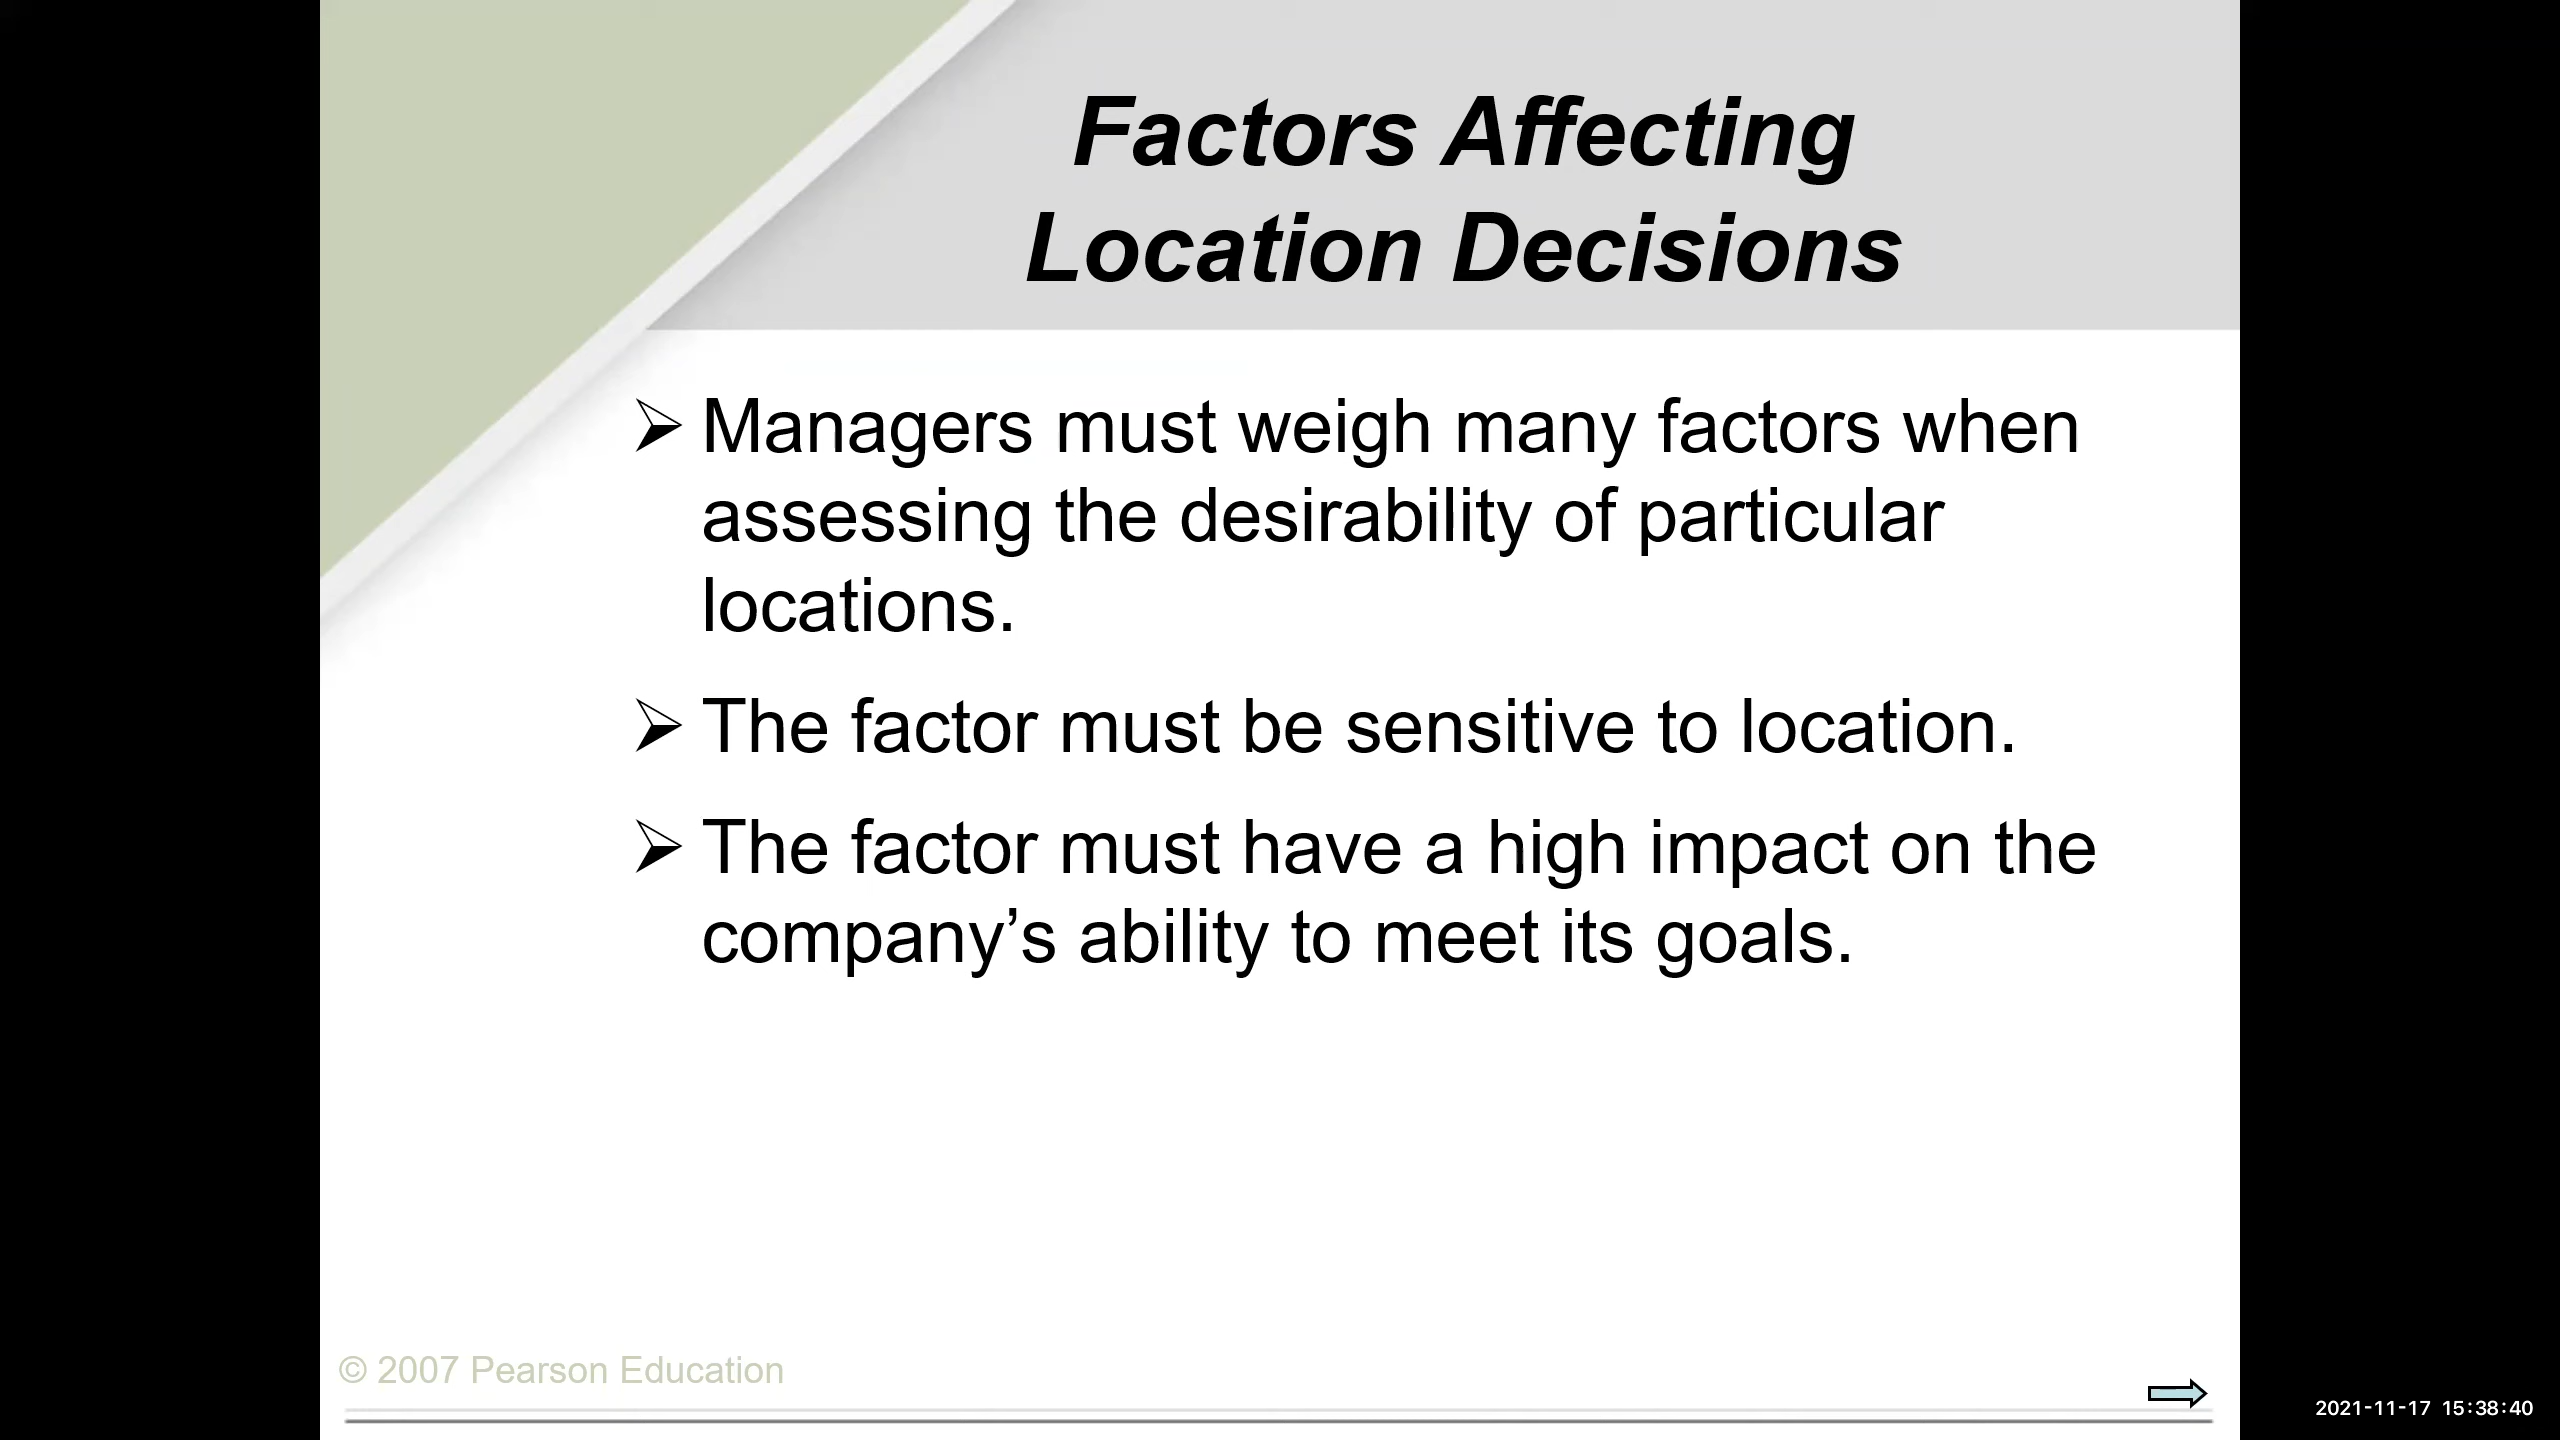 Factors Affecting
Location Decisions
➢ Managers must weigh many factors when
assessing the desirability of particular
locations.
➢ The factor must be sensitive to location.
➢ The factor must have a high impact on the
company’s ability to meet its goals.
© 2007 Pearson Education
2021-11-17 15:38:40